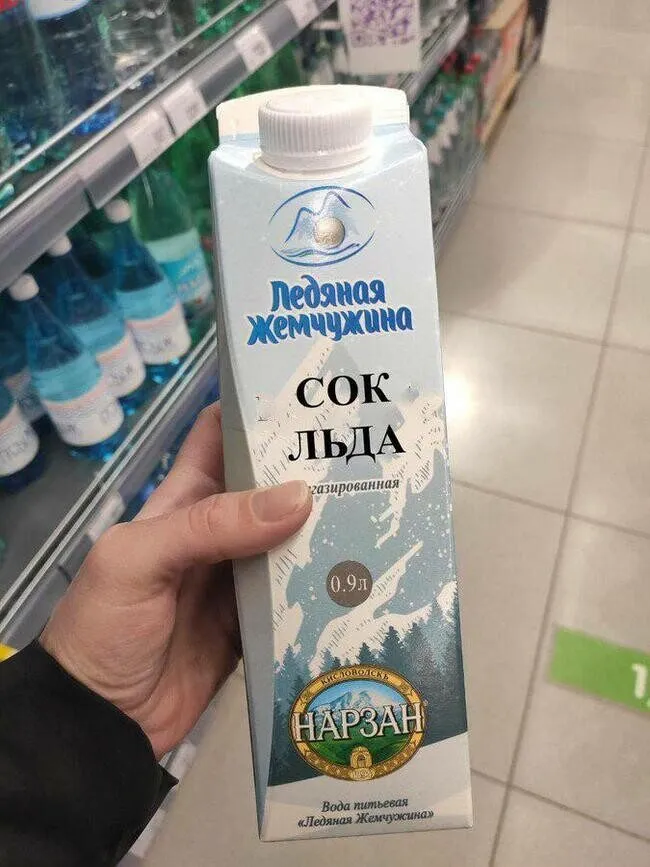 Ледяная
Жемчужина
СОК
ЛЬДА
газированная
0.9л
КИСЛОВОДСКЪ
НАРЗАН
Вода питьевая
«Ледяная Жемчужина»